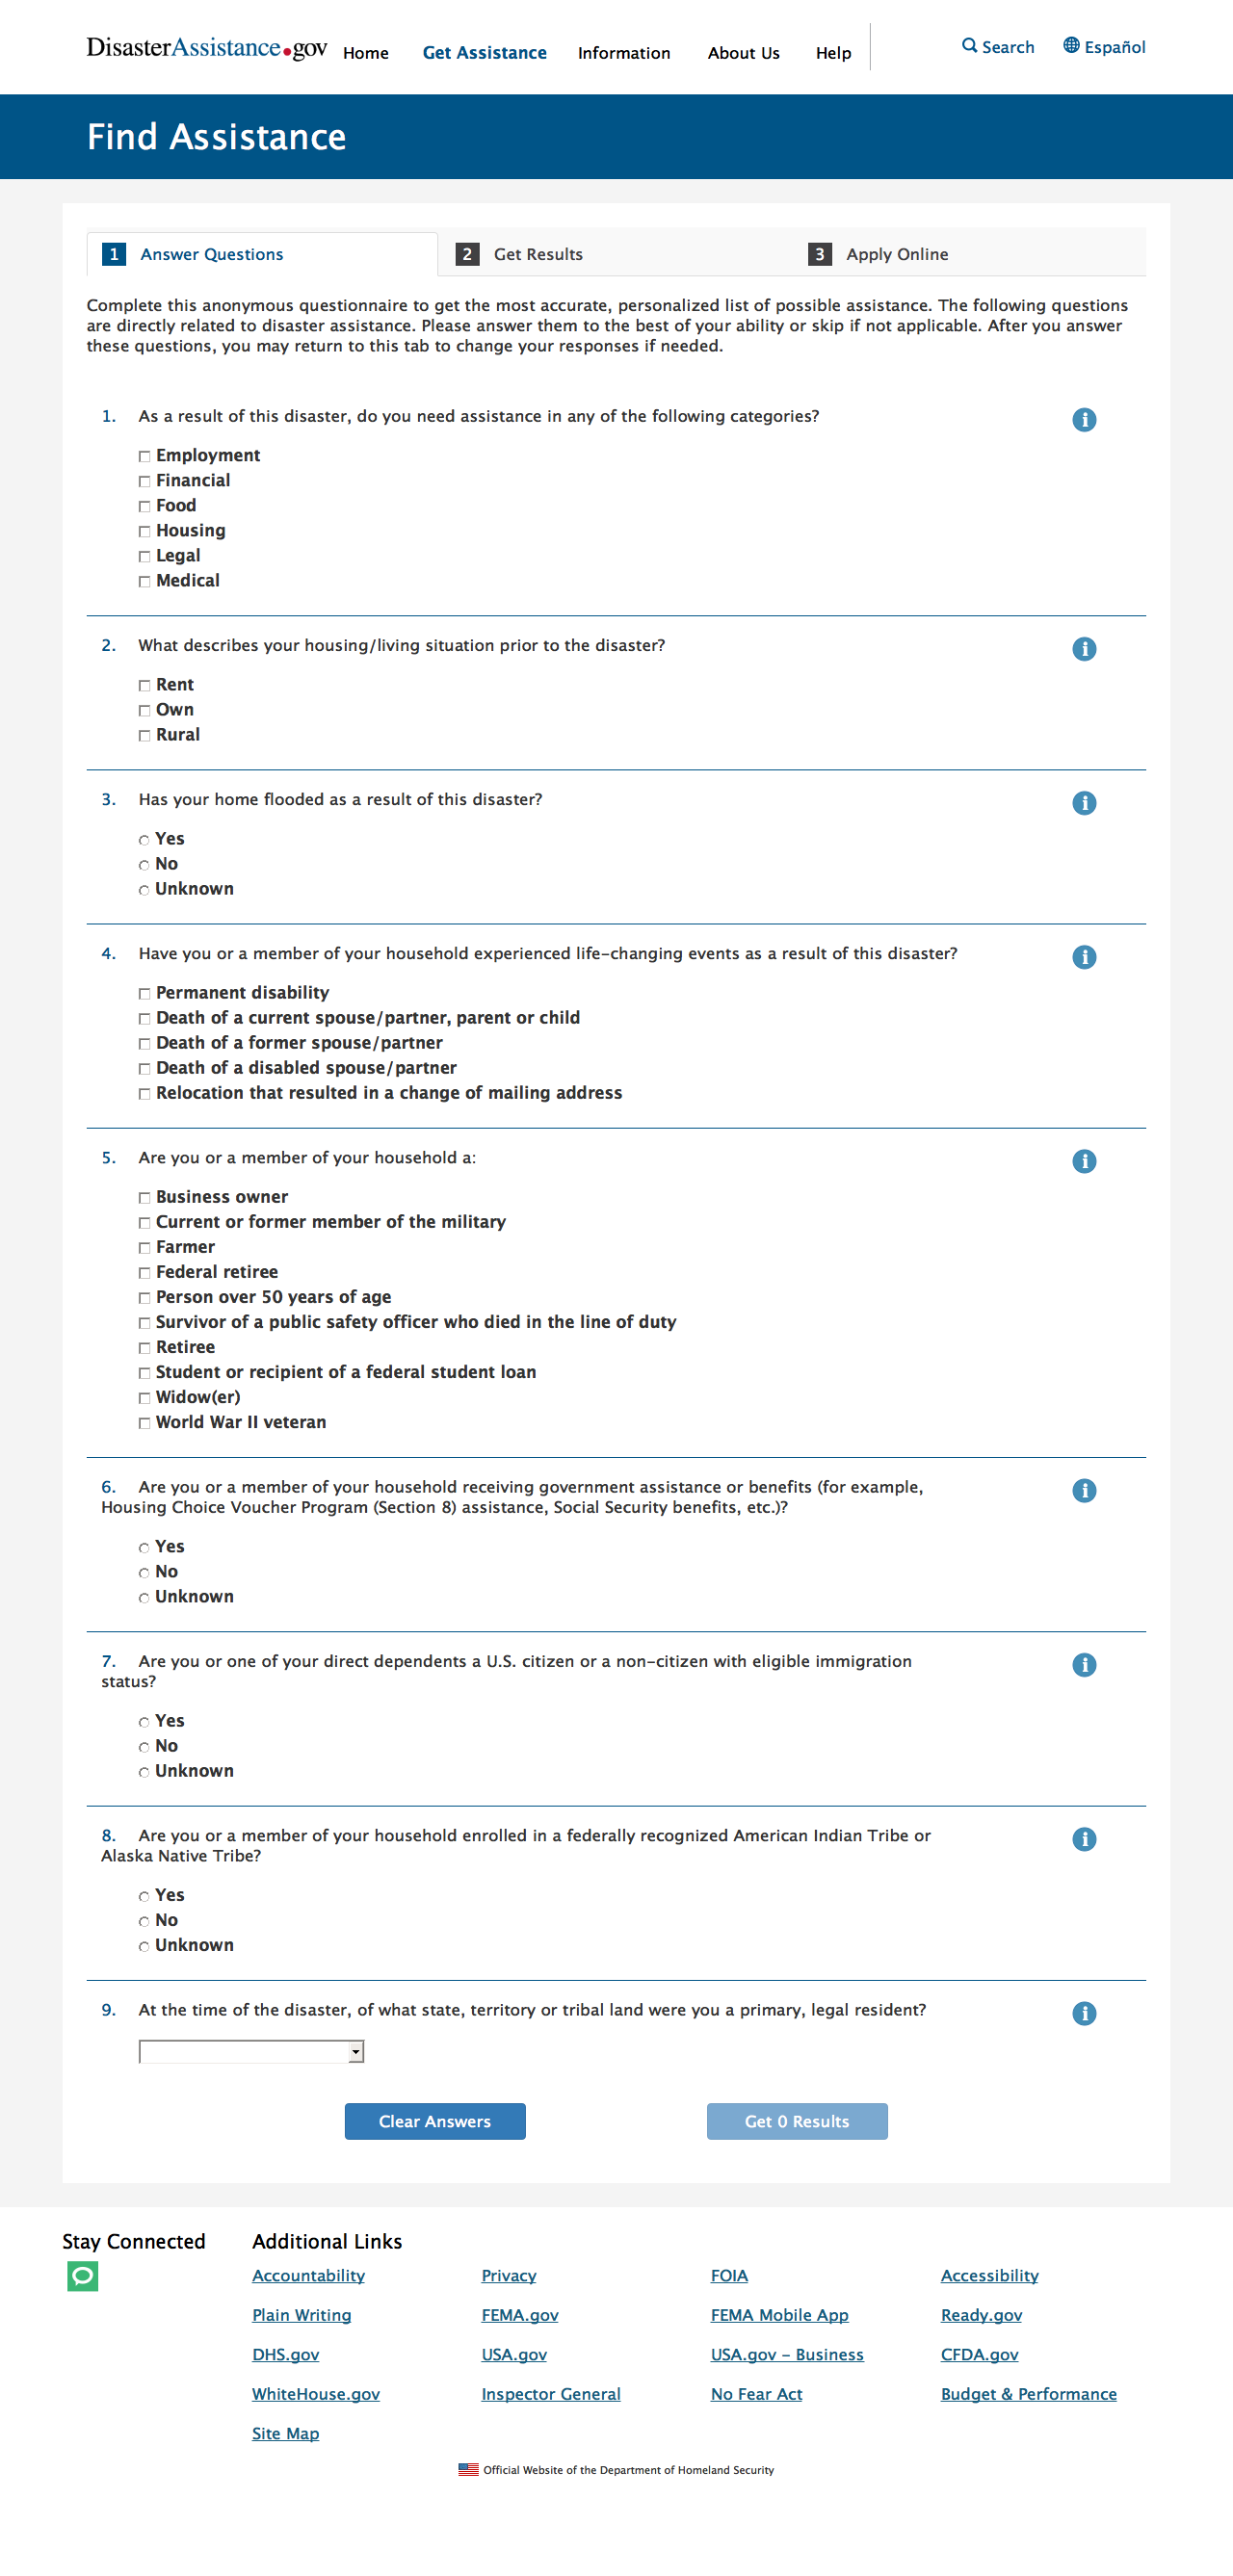 DisasterAssistance.gov Home Get Assistance Information About Us Help Search Español
Find Assistance
1 Answer Questions 2 Get Results 3 Apply Online
Complete this anonymous questionnaire to get the most accurate, personalized list of possible assistance. The following questions
are directly related to disaster assistance. Please answer them to the best of your ability or skip if not applicable. After you answer
these questions, you may return to this tab to change your responses if needed.
1. As a result of this disaster, do you need assistance in any of the following categories?
Employment
Financial
Food
Housing
Legal
Medical
2. What describes your housing/living situation prior to the disaster?
Rent
Own
Rural
3. Has your home flooded as a result of this disaster?
Yes
No
Unknown
4. Have you or a member of your household experienced life-changing events as a result of this disaster?
Permanent disability
Death of a current spouse/partner, parent or child
Death of a former spouse/partner
Death of a disabled spouse/partner
Relocation that resulted in a change of mailing address
5. Are you or a member of your household a:
Business owner
Current or former member of the military
Farmer
Federal retiree
Person over 50 years of age
Survivor of a public safety officer who died in the line of duty
Retiree
Student or recipient of a federal student loan
Widow(er)
World War II veteran
6. Are you or a member of your household receiving government assistance or benefits (for example,
Housing Choice Voucher Program (Section 8) assistance, Social Security benefits, etc.)?
Yes
No
Unknown
7. Are you or one of your direct dependents a U.S. citizen or a non-citizen with eligible immigration
status?
Yes
No
Unknown
8. Are you or a member of your household enrolled in a federally recognized American Indian Tribe or
Alaska Native Tribe?
Yes
No
Unknown
9. At the time of the disaster, of what state, territory or tribal land were you a primary, legal resident?
Clear Answers Get 0 Results
Stay Connected Additional Links
Accountability Privacy FOIA Accessibility
Plain Writing FEMA.gov FEMA Mobile App Ready.gov
DHS.gov USA.gov USA.gov - Business CFDA.gov
WhiteHouse.gov Inspector General No Fear Act Budget & Performance
Site Map
Official Website of the Department of Homeland Security